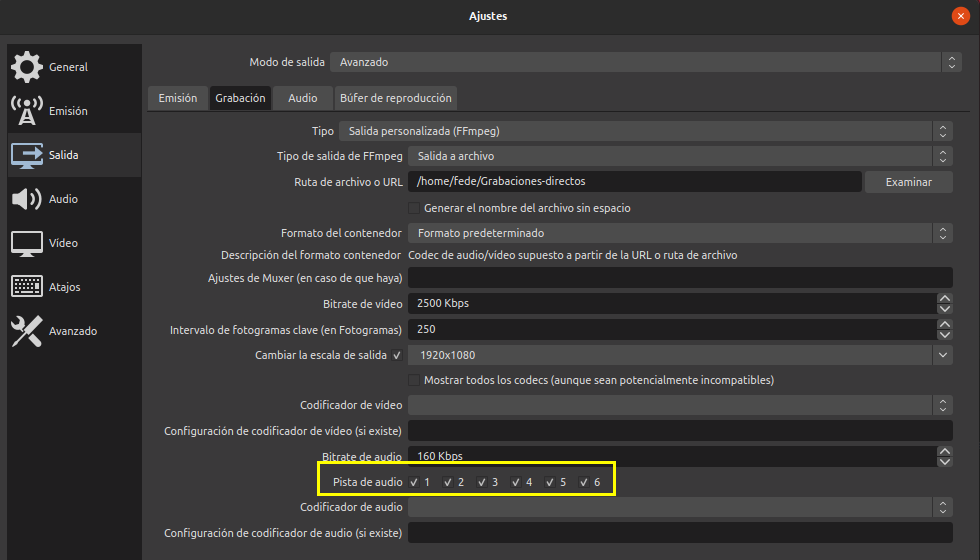 Ajustes
General
Emisión
Salida
Audio
Vídeo
Atajos
Avanzado
Modo de salida Avanzado
Emisión Grabación Audio Búfer de reproducción
Tipo Salida personalizada (FFmpeg)
Tipo de salida de FFmpeg Salida a archivo
Ruta de archivo o URL /home/fede/Grabaciones-directos Examinar
Generar el nombre del archivo sin espacio
Formato del contenedor Formato predeterminado
Descripción del formato contenedor Codec de audio/vídeo supuesto a partir de la URL o ruta de archivo
Ajustes de Muxer (en caso de que haya)
Bitrate de vídeo 2500 Kbps
Intervalo de fotogramas clave (en Fotogramas) 250
Cambiar la escala de salida 1920x1080
Mostrar todos los codecs (aunque sean potencialmente incompatibles)
Codificador de vídeo
Configuración de codificador de vídeo (si existe)
Bitrate de audio 160 Kbps
Pista de audio 1 2 3 4 5 6
Codificador de audio
Configuración de codificador de audio (si existe)